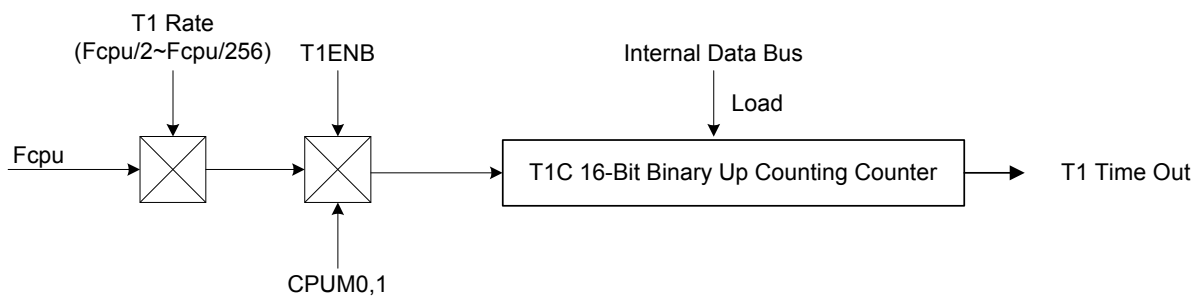 T1 Rate
(Fcpu/2~Fcpu/256)
T1ENB
Internal Data Bus
Load
Fcpu
T1C 16-Bit Binary Up Counting Counter
T1 Time Out
CPUM0,1